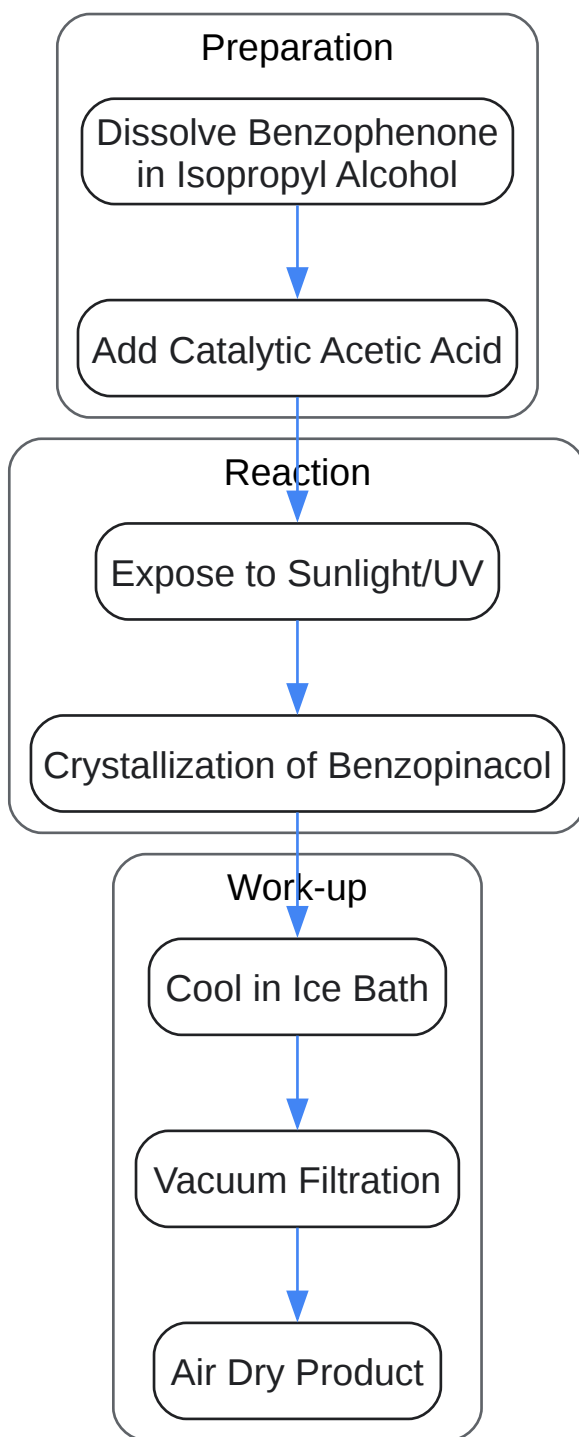 Preparation
Dissolve Benzophenone
in Isopropyl Alcohol
Add Catalytic Acetic Acid
Reaction
Expose to Sunlight/UV
Crystallization of Benzopinacol
Work-up
Cool in Ice Bath
Vacuum Filtration
Air Dry Product